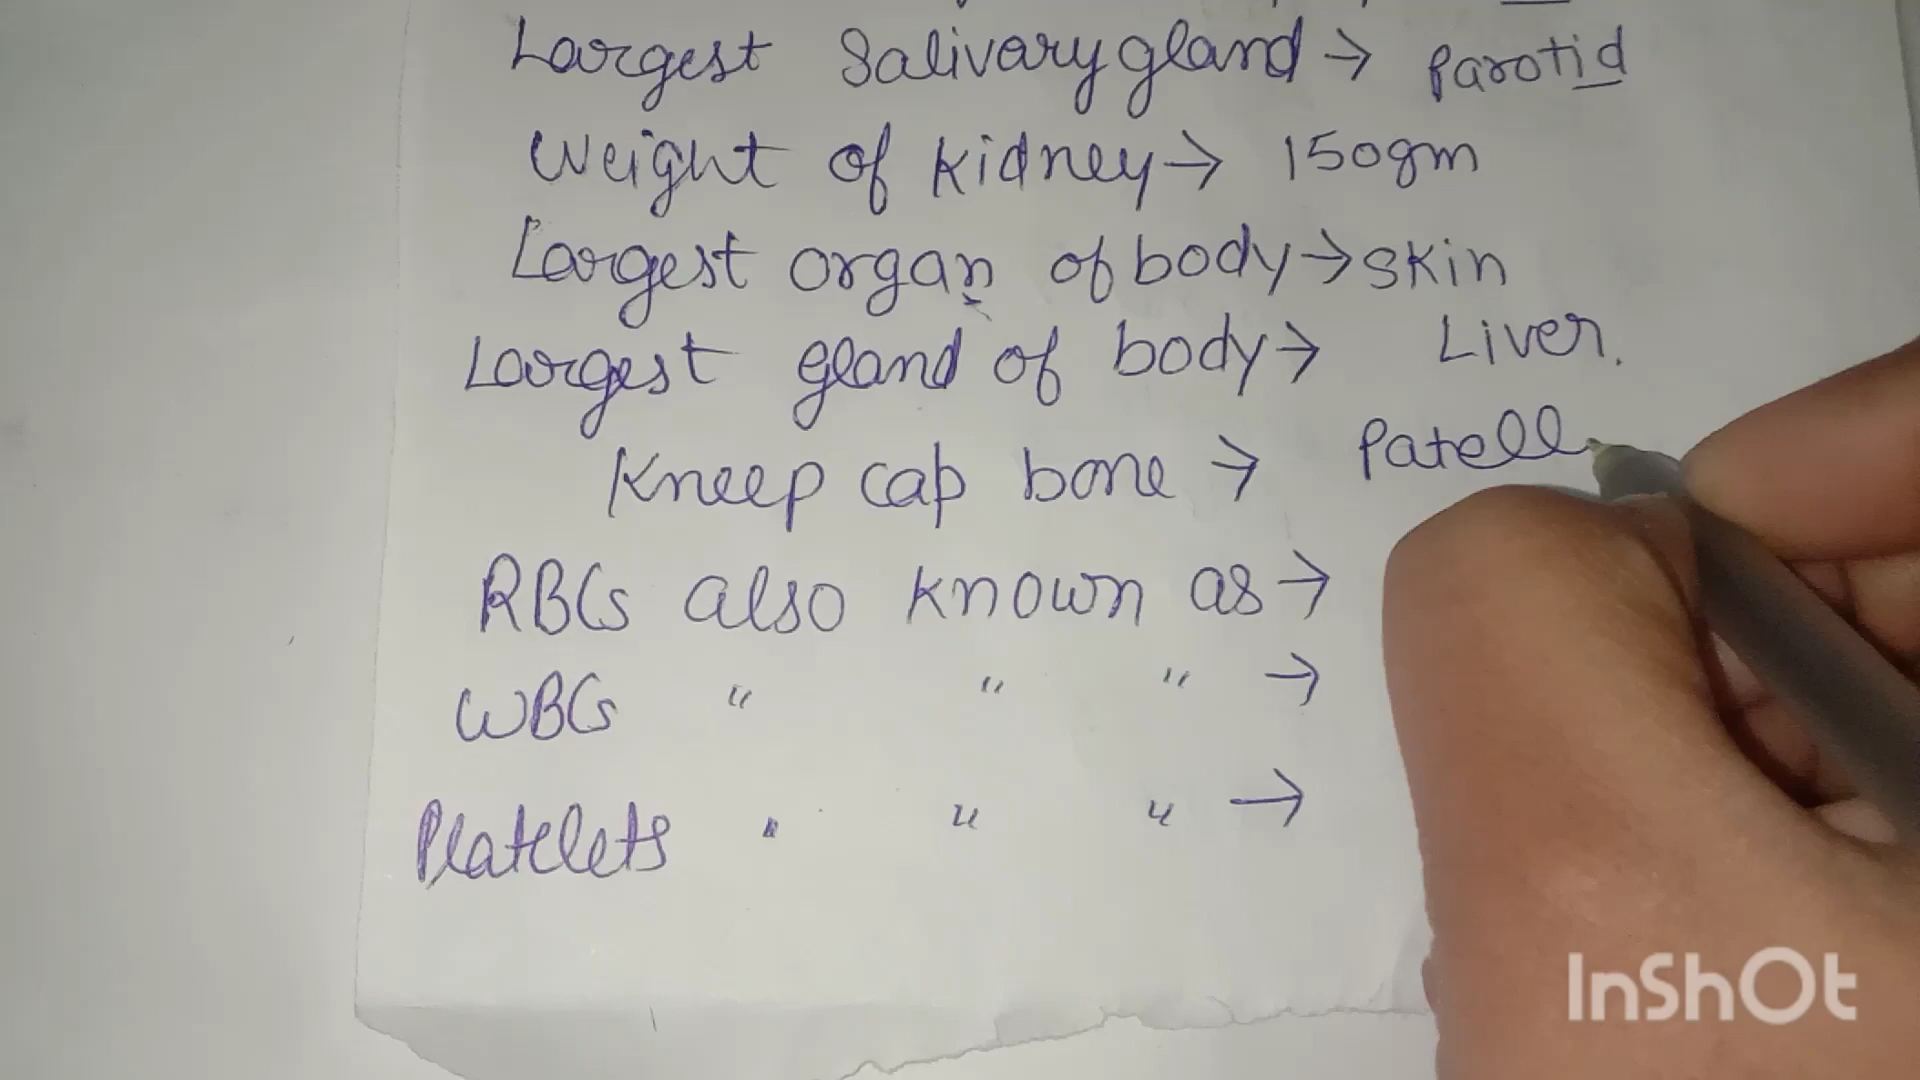 Largest Salivary gland → Parotid
Weight of Kidney → 150gm
Largest organ of body → skin
Largest gland of body → Liver.
Kneep cap bone → Patell
RBCs also known as →
WBCs " " " →
Platelets " " " →
InShOt